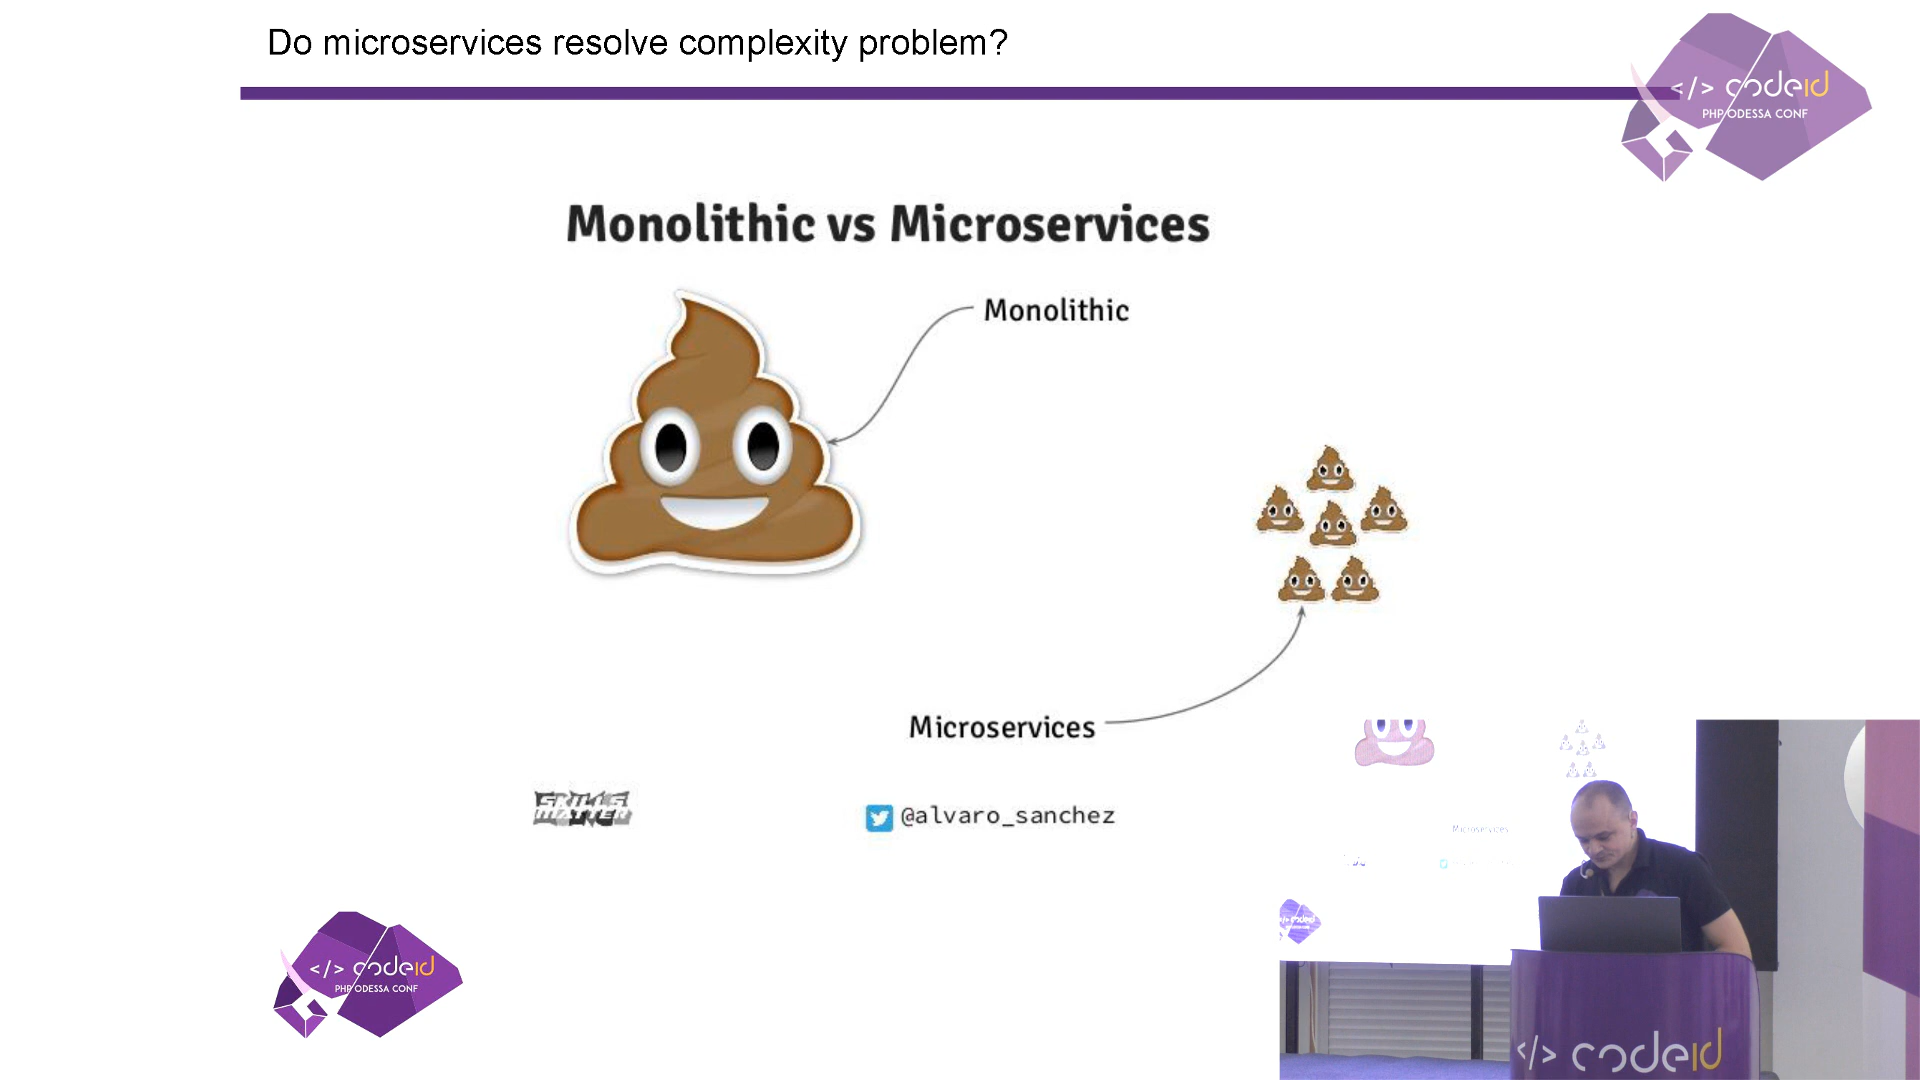 Do microservices resolve complexity problem?
</> codeid
PHP ODESSA CONF
Monolithic vs Microservices
Monolithic
Microservices
SKILLS MATTER
@alvaro_sanchez
</> codeid
PHP ODESSA CONF
Microservices
</> codeid